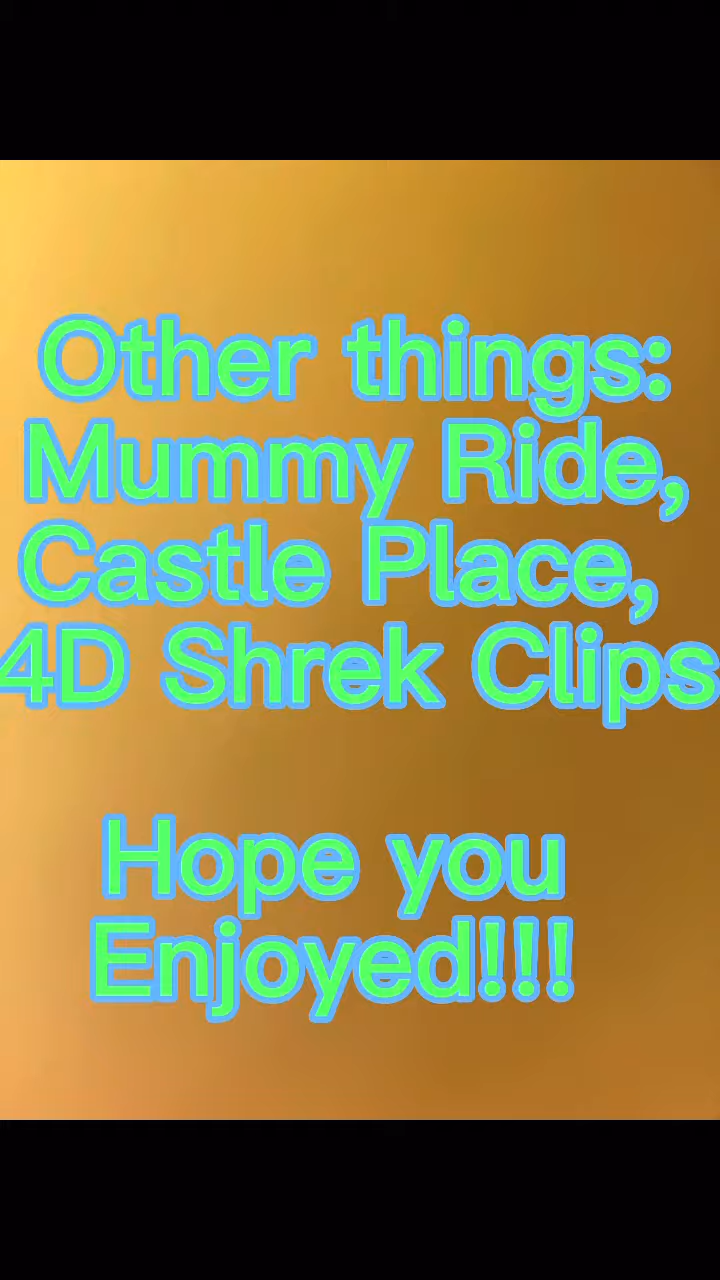 Other things:
Mummy Ride,
Castle Place,
4D Shrek Clips
Hope you
Enjoyed!!!